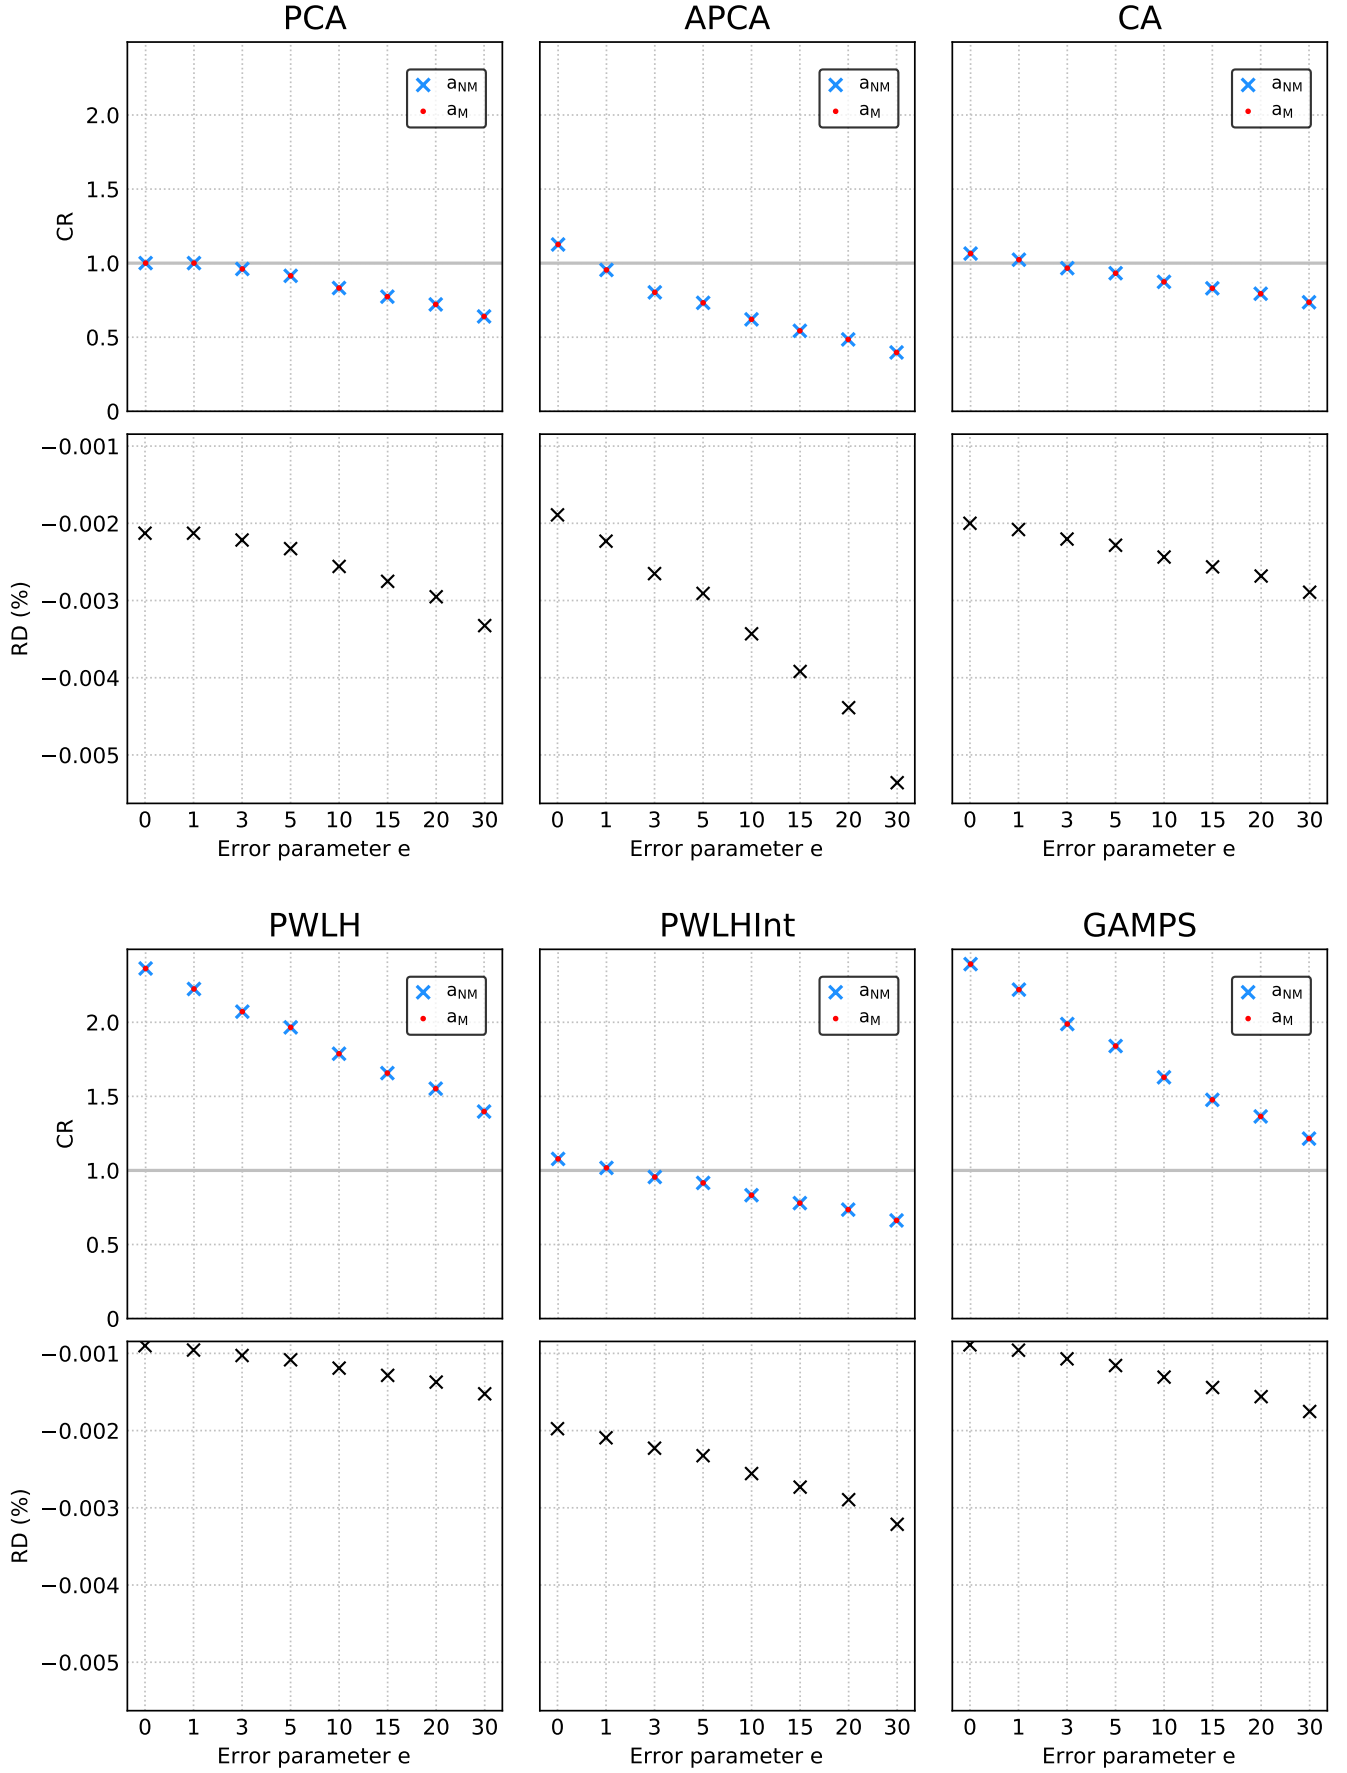 PCA APCA CA
a_NM a_NM a_NM
a_M a_M a_M
CR
2.0
1.5
1.0
0.5
0
RD (%)
−0.001
−0.002
−0.003
−0.004
−0.005
0 1 3 5 10 15 20 30 0 1 3 5 10 15 20 30 0 1 3 5 10 15 20 30
Error parameter e Error parameter e Error parameter e
PWLH PWLHInt GAMPS
a_NM a_NM a_NM
a_M a_M a_M
CR
2.0
1.5
1.0
0.5
0
RD (%)
−0.001
−0.002
−0.003
−0.004
−0.005
0 1 3 5 10 15 20 30 0 1 3 5 10 15 20 30 0 1 3 5 10 15 20 30
Error parameter e Error parameter e Error parameter e